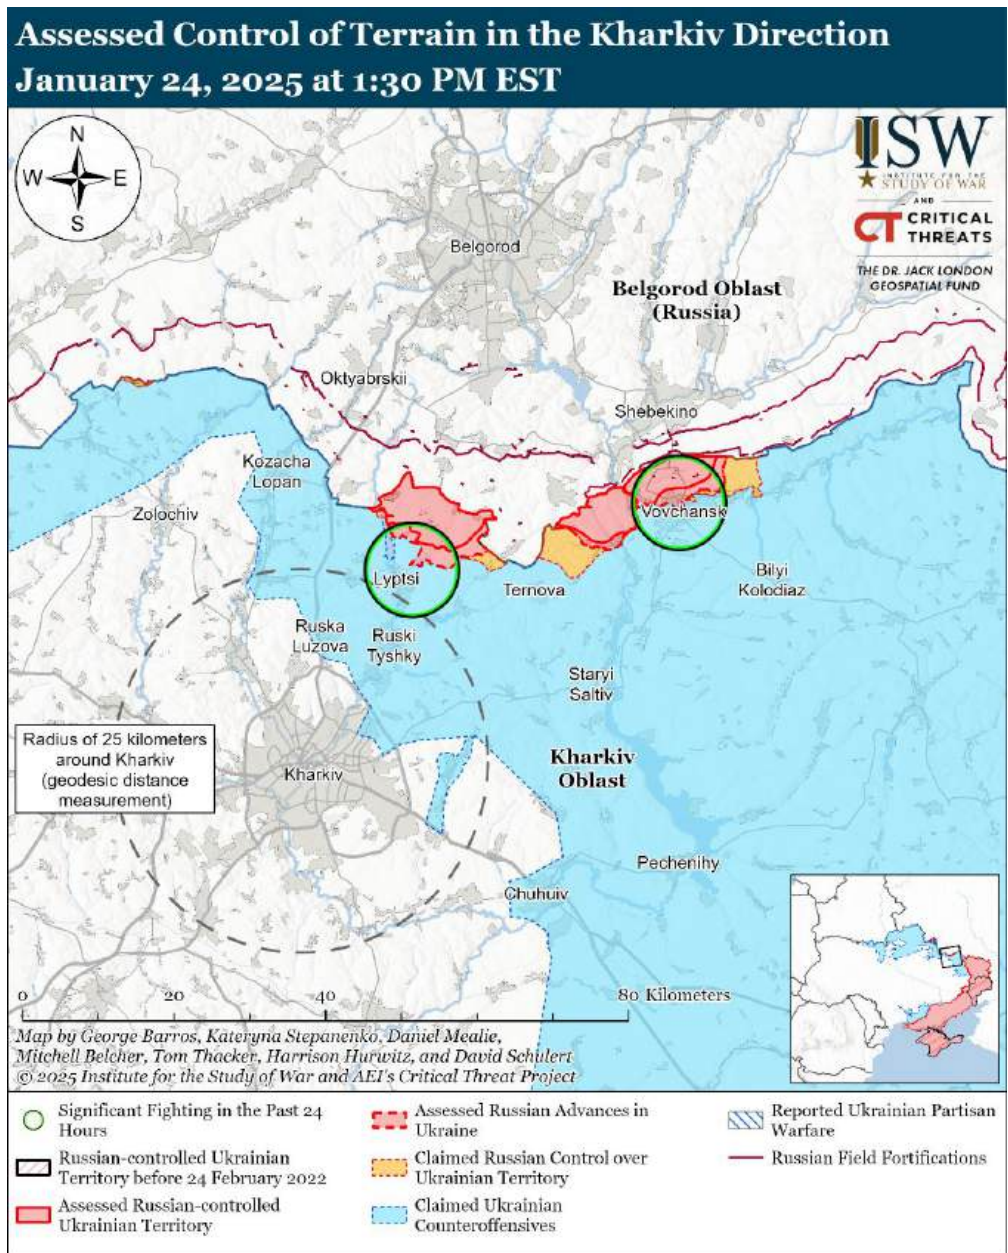 Assessed Control of Terrain in the Kharkiv Direction
January 24, 2025 at 1:30 PM EST
N
W
E
S
ISW
INSTITUTE FOR THE
STUDY OF WAR
AND
CT CRITICAL
THREATS
THE DR. JACK LONDON
GEOSPATIAL FUND
Belgorod
Belgorod Oblast
(Russia)
Oktyabrskii
Shebekino
Kozacha
Lopan
Zolochiv
Vovchansk
Lyptsi
Ternova
Bilyi
Kolodiaz
Ruska
Luzova
Ruski
Tyshky
Staryi
Saltiv
Radius of 25 kilometers
around Kharkiv
(geodesic distance
measurement)
Kharkiv
Kharkiv
Oblast
Pechenihy
Chuhuiv
0
20
40
80 Kilometers
Map by George Barros, Kateryna Stepanenko, Daniel Mealie,
Mitchell Belcher, Tom Thacker, Harrison Hurwitz, and David Schulert
© 2025 Institute for the Study of War and AEI's Critical Threat Project
Significant Fighting in the Past 24
Hours
Russian-controlled Ukrainian
Territory before 24 February 2022
Assessed Russian-controlled
Ukrainian Territory
Assessed Russian Advances in
Ukraine
Claimed Russian Control over
Ukrainian Territory
Claimed Ukrainian
Counteroffensives
Reported Ukrainian Partisan
Warfare
Russian Field Fortifications